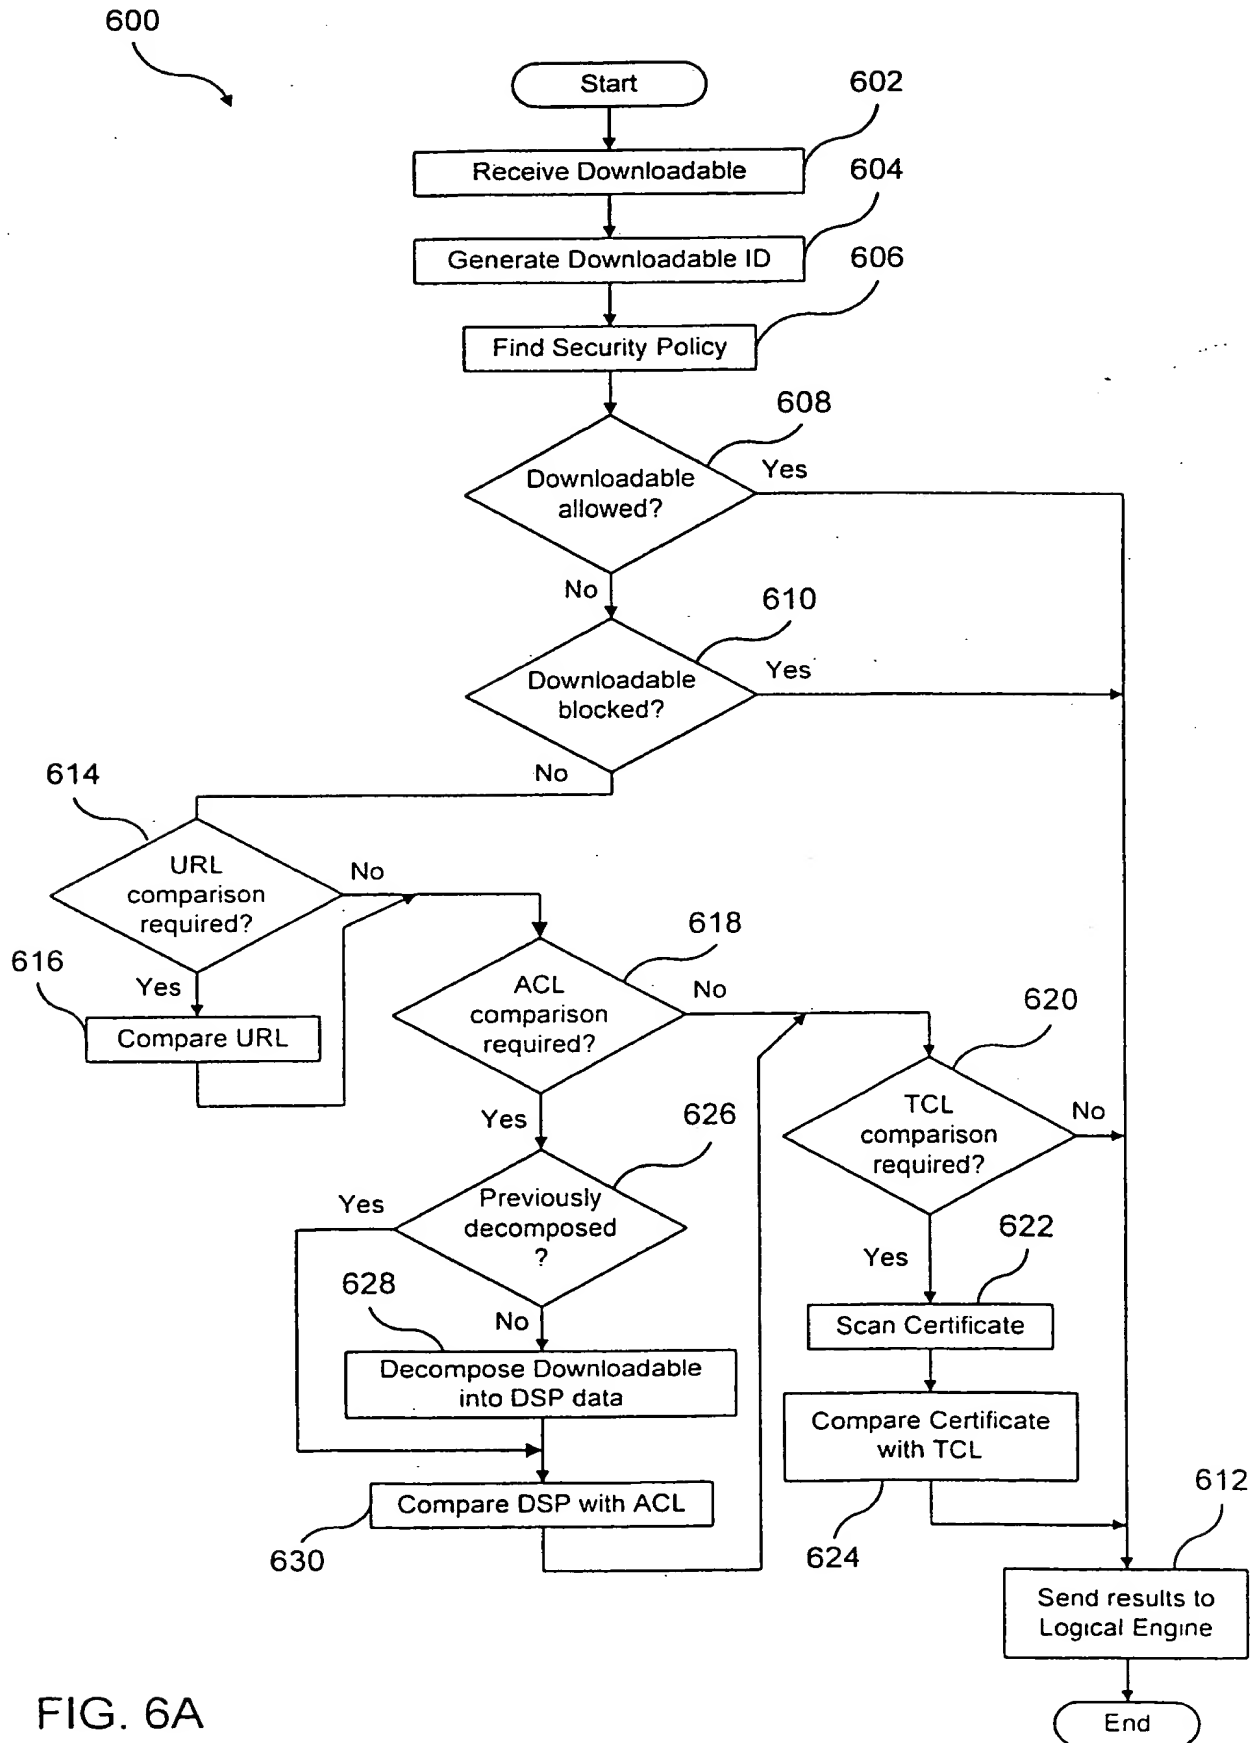 600
Start
602
Receive Downloadable
604
Generate Downloadable ID
606
Find Security Policy
608
Downloadable
allowed?
Yes
No
610
Downloadable
blocked?
Yes
No
614
URL
comparison
required?
No
Yes
616
Compare URL
618
ACL
comparison
required?
No
Yes
620
TCL
comparison
required?
No
Yes
626
Previously
decomposed
?
Yes
No
628
Decompose Downloadable
into DSP data
Compare DSP with ACL
630
622
Scan Certificate
Compare Certificate
with TCL
624
612
Send results to
Logical Engine
End
FIG. 6A